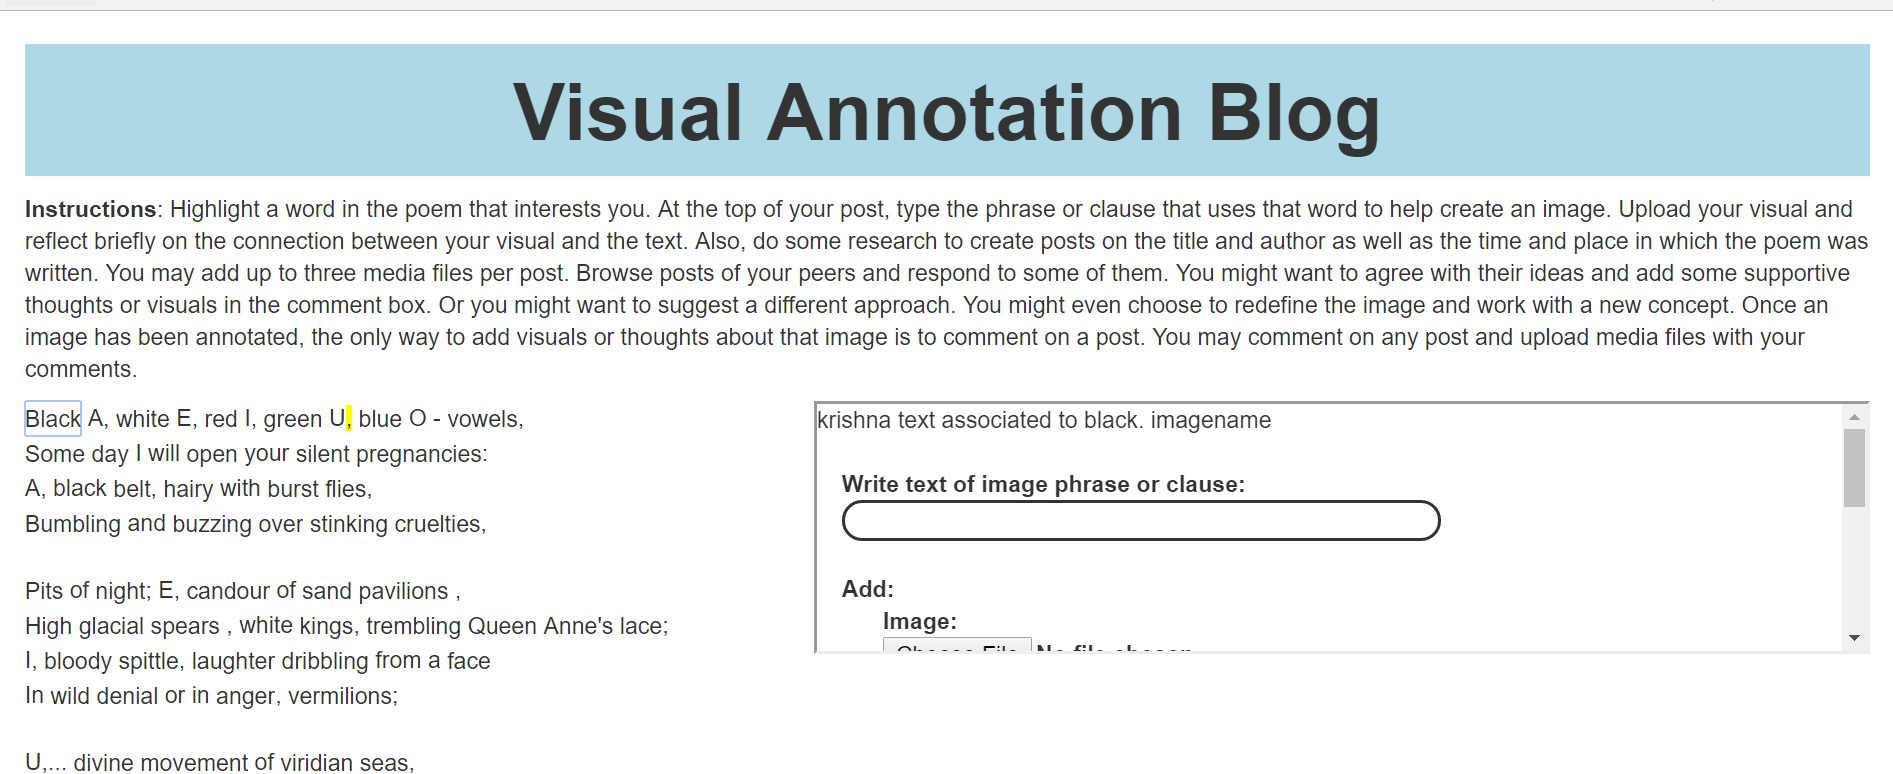 Visual Annotation Blog
Instructions: Highlight a word in the poem that interests you. At the top of your post, type the phrase or clause that uses that word to help create an image. Upload your visual and
reflect briefly on the connection between your visual and the text. Also, do some research to create posts on the title and author as well as the time and place in which the poem was
written. You may add up to three media files per post. Browse posts of your peers and respond to some of them. You might want to agree with their ideas and add some supportive
thoughts or visuals in the comment box. Or you might want to suggest a different approach. You might even choose to redefine the image and work with a new concept. Once an
image has been annotated, the only way to add visuals or thoughts about that image is to comment on a post. You may comment on any post and upload media files with your
comments.
Black A, white E, red I, green U, blue O - vowels,
Some day I will open your silent pregnancies:
A, black belt, hairy with burst flies,
Bumbling and buzzing over stinking cruelties,
Pits of night; E, candour of sand pavilions ,
High glacial spears , white kings, trembling Queen Anne's lace;
I, bloody spittle, laughter dribbling from a face
In wild denial or in anger, vermilions;
U,... divine movement of viridian seas,
krishna text associated to black. imagename
Write text of image phrase or clause:
Add:
Image:
Choose File No file chosen